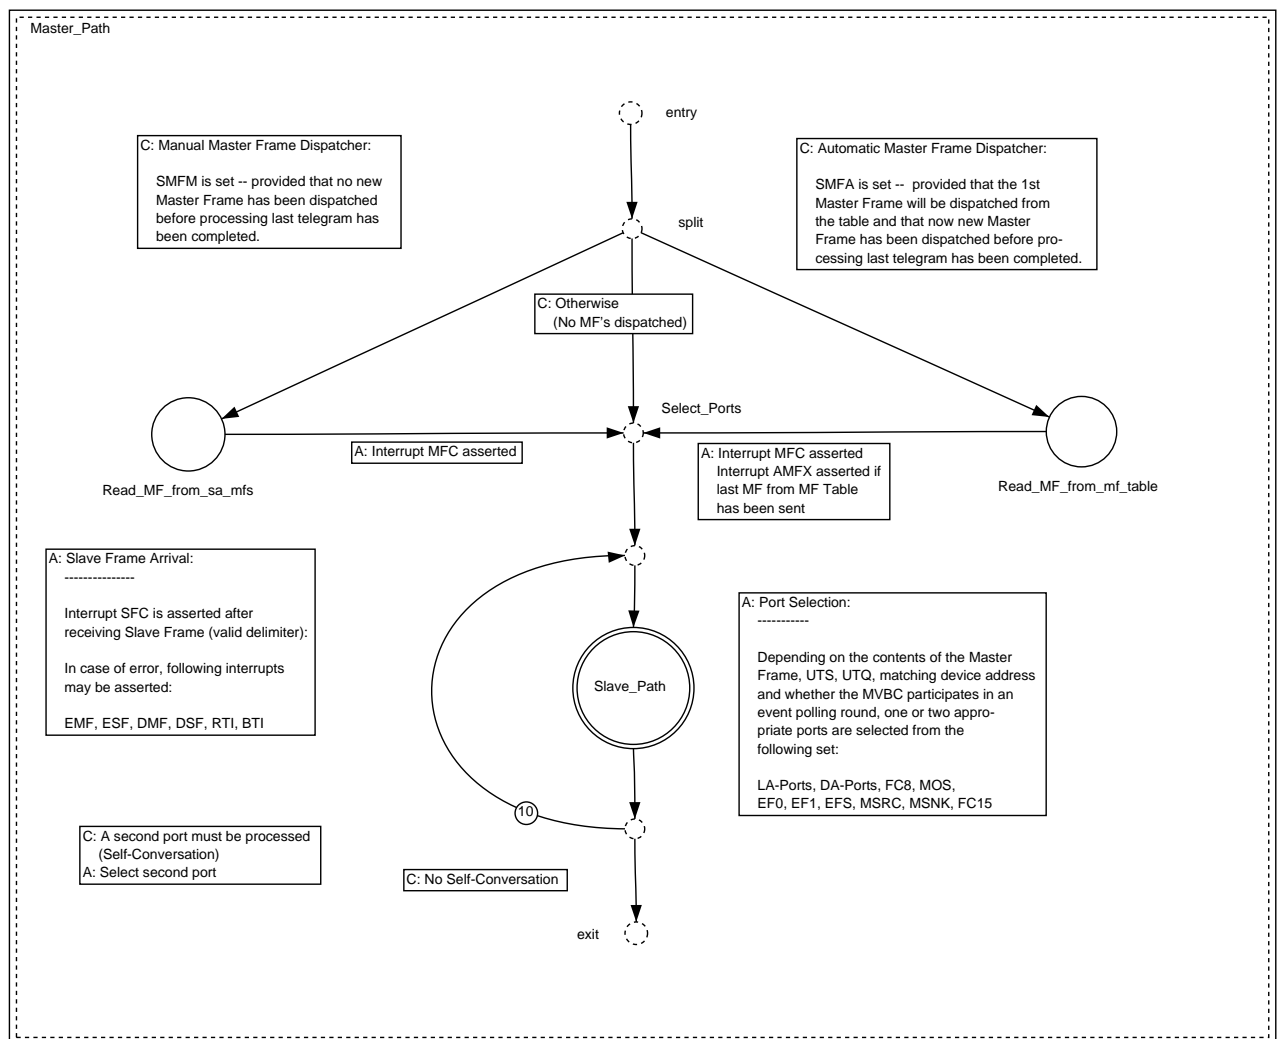 Master_Path
entry
C: Manual Master Frame Dispatcher:
SMFM is set -- provided that no new
Master Frame has been dispatched
before processing last telegram has
been completed.
C: Automatic Master Frame Dispatcher:
SMFA is set -- provided that the 1st
Master Frame will be dispatched from
the table and that now new Master
Frame has been dispatched before pro-
cessing last telegram has been completed.
split
C: Otherwise
(No MF's dispatched)
Select_Ports
A: Interrupt MFC asserted
A: Interrupt MFC asserted
Interrupt AMFX asserted if
last MF from MF Table
has been sent
Read_MF_from_sa_mfs
Read_MF_from_mf_table
A: Slave Frame Arrival:
---------------
Interrupt SFC is asserted after
receiving Slave Frame (valid delimiter):
In case of error, following interrupts
may be asserted:
EMF, ESF, DMF, DSF, RTI, BTI
A: Port Selection:
-----------
Depending on the contents of the Master
Frame, UTS, UTQ, matching device address
and whether the MVBC participates in an
event polling round, one or two appro-
priate ports are selected from the
following set:
LA-Ports, DA-Ports, FC8, MOS,
EF0, EF1, EFS, MSRC, MSNK, FC15
Slave_Path
10
C: A second port must be processed
(Self-Conversation)
A: Select second port
C: No Self-Conversation
exit